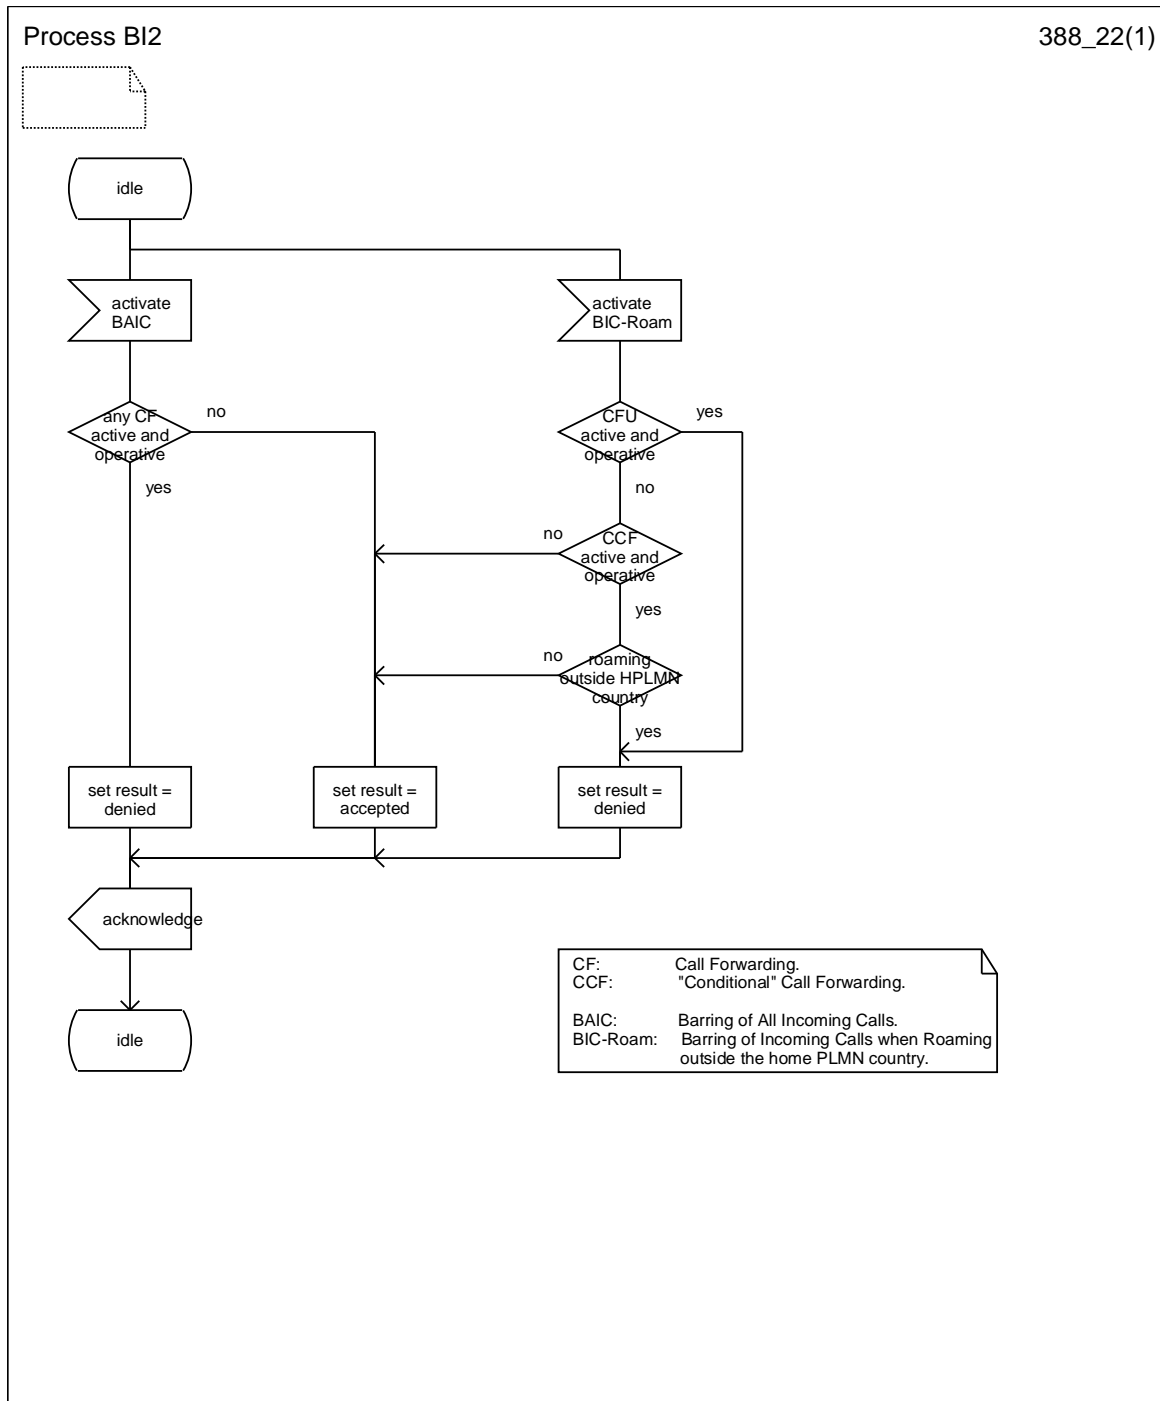 Process BI2
388_22(1)
idle
activate
BAIC
activate
BIC-Roam
any CF
active and
operative
no
yes
CFU
active and
operative
yes
no
no
CCF
active and
operative
yes
no
roaming
outside HPLMN
country
yes
set result =
denied
set result =
accepted
set result =
denied
acknowledge
idle
CF: Call Forwarding.
CCF: "Conditional" Call Forwarding.
BAIC: Barring of All Incoming Calls.
BIC-Roam: Barring of Incoming Calls when Roaming
outside the home PLMN country.